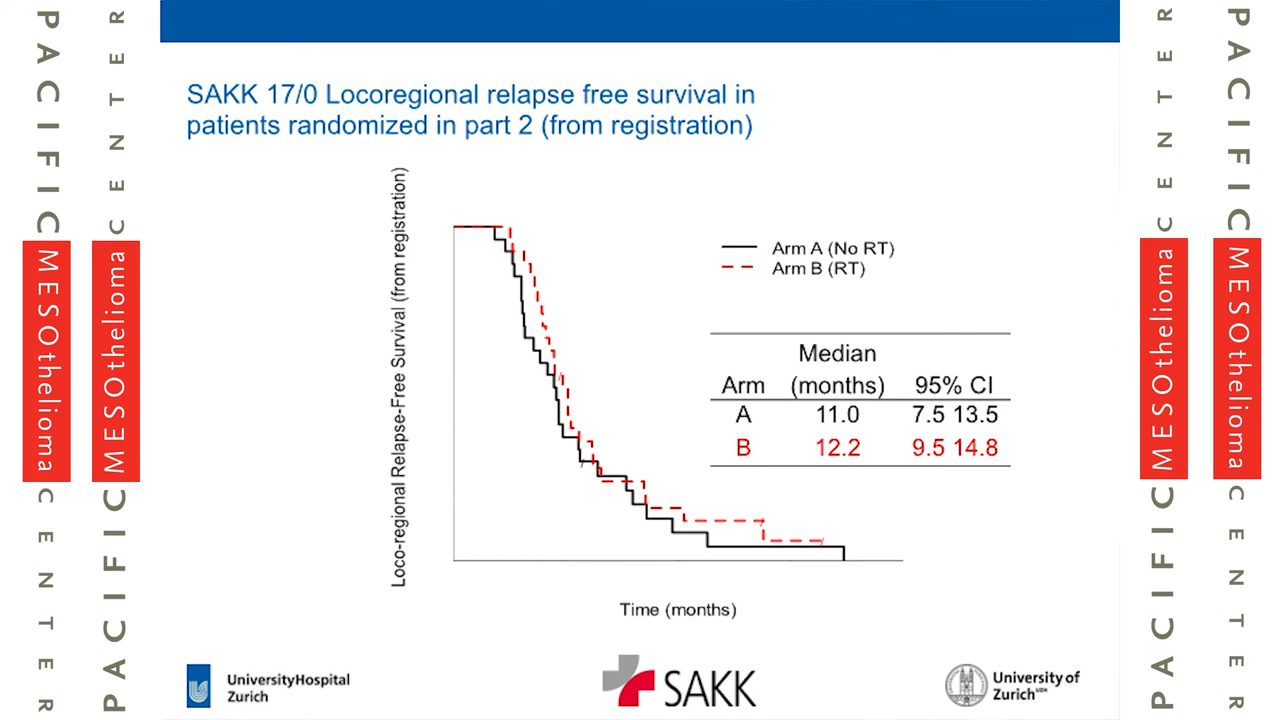 SAKK 17/0 Locoregional relapse free survival in
patients randomized in part 2 (from registration)
Loco-regional Relapse-Free Survival (from registration)
Arm A (No RT)
Arm B (RT)
Median
Arm (months) 95% CI
A 11.0 7.5 13.5
B 12.2 9.5 14.8
Time (months)
UniversityHospital
Zurich
SAKK
University of
Zurich UZH
PACIFIC MESOthelioma CENTER
PACIFIC MESOthelioma CENTER
PACIFIC MESOthelioma CENTER
PACIFIC MESOthelioma CENTER